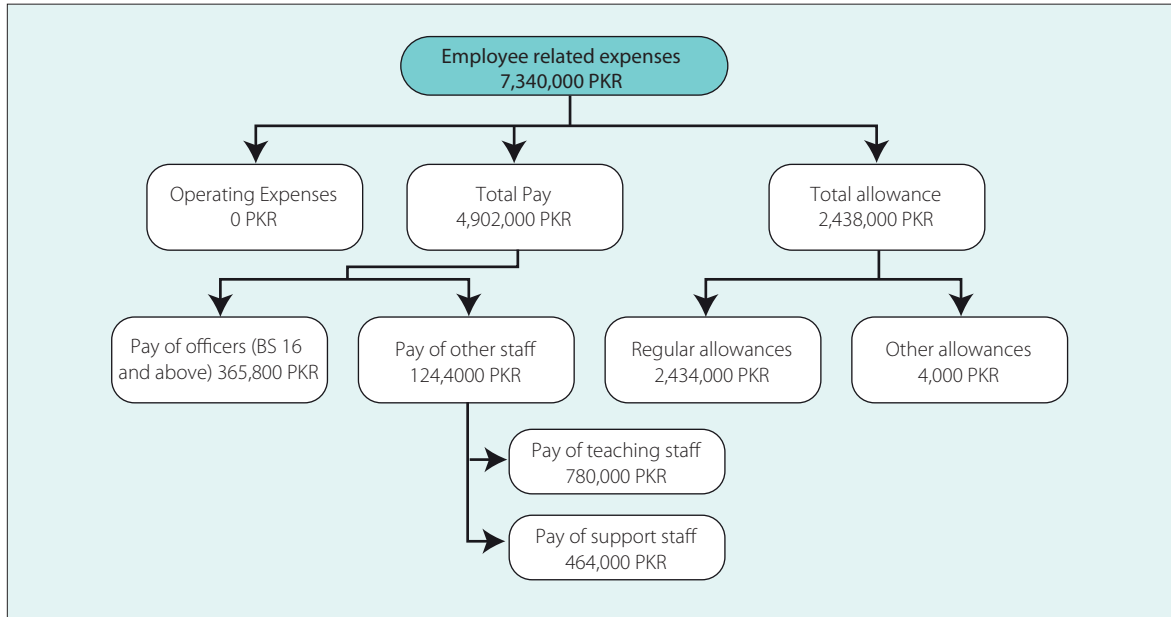 Employee related expenses
7,340,000 PKR
Operating Expenses
0 PKR
Total Pay
4,902,000 PKR
Total allowance
2,438,000 PKR
Pay of officers (BS 16
and above) 365,800 PKR
Pay of other staff
124,4000 PKR
Regular allowances
2,434,000 PKR
Other allowances
4,000 PKR
Pay of teaching staff
780,000 PKR
Pay of support staff
464,000 PKR